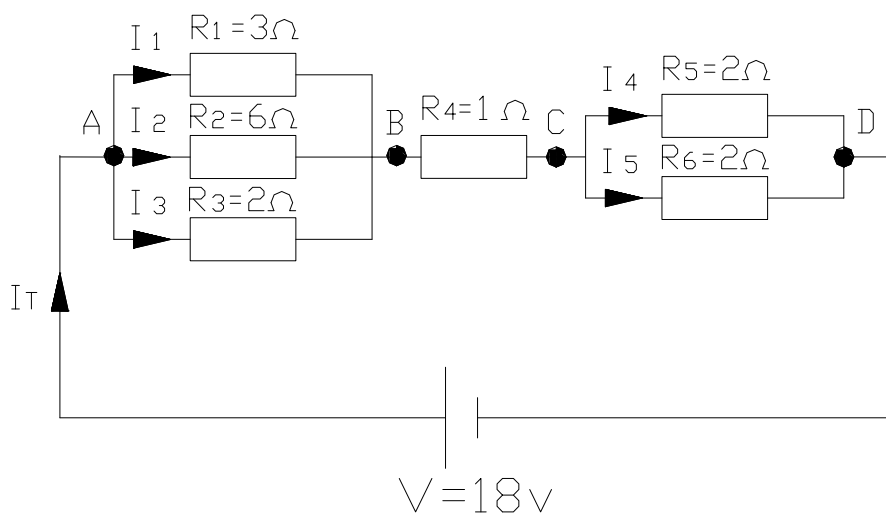 I1 R1=3Ω
I4 R5=2Ω
A I2 R2=6Ω B R4=1 Ω C D
I5 R6=2Ω
I3 R3=2Ω
IT
V=18v